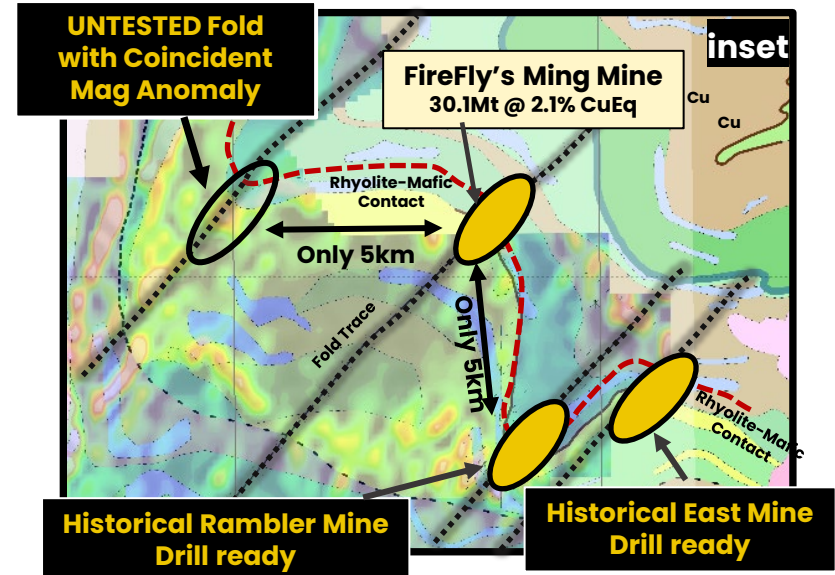 UNTESTED Fold
with Coincident
Mag Anomaly
inset
FireFly's Ming Mine
30.1Mt @ 2.1% CuEq
Cu
Cu
Rhyolite-Mafic
Contact
Only 5km
Fold Trace
Only 5km
Rhyolite-Mafic
Contact
Historical Rambler Mine
Drill ready
Historical East Mine
Drill ready